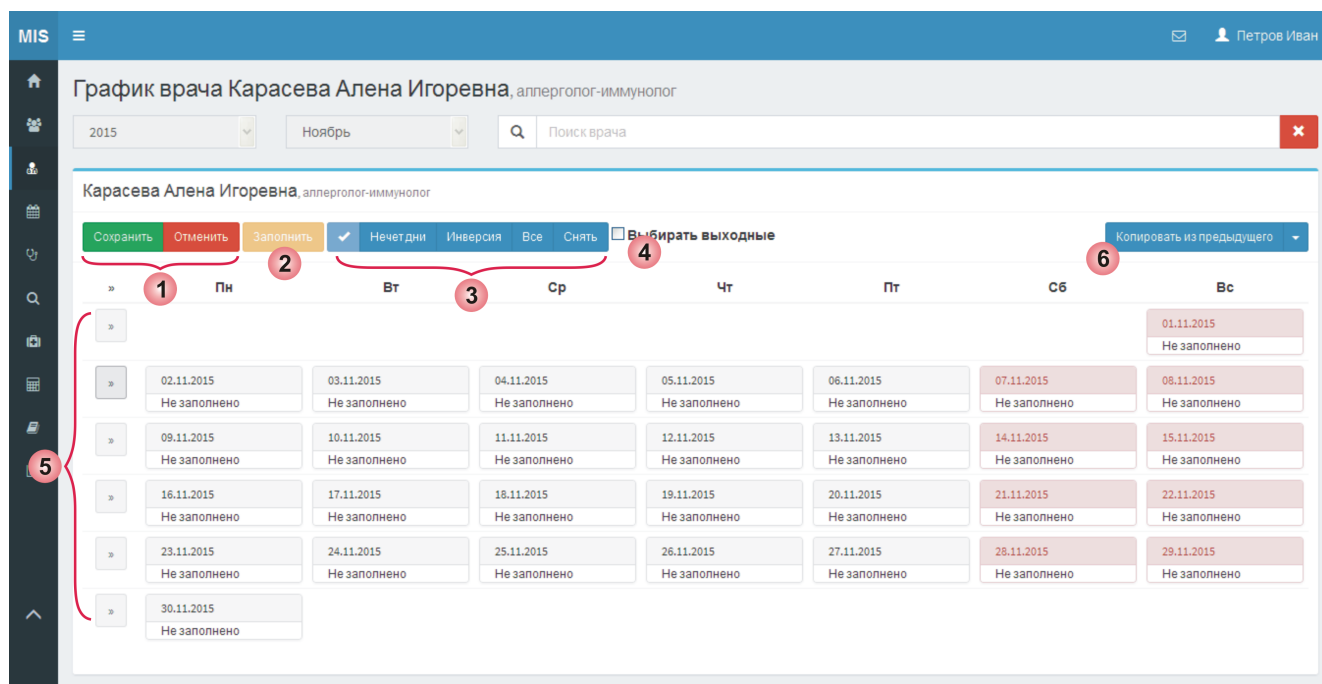 MIS
Петров Иван
График врача Карасева Алена Игоревна, аллерголог-иммунолог
2015 Ноябрь Поиск врача
Карасева Алена Игоревна, аллерголог-иммунолог
Сохранить Отменить Заполнить Нечет дни Инверсия Все Снять Выбирать выходные Копировать из предыдущего
1 2 3 4 6
» Пн Вт Ср Чт Пт Сб Вс
» 01.11.2015
Не заполнено
» 02.11.2015 03.11.2015 04.11.2015 05.11.2015 06.11.2015 07.11.2015 08.11.2015
Не заполнено Не заполнено Не заполнено Не заполнено Не заполнено Не заполнено Не заполнено
» 09.11.2015 10.11.2015 11.11.2015 12.11.2015 13.11.2015 14.11.2015 15.11.2015
5 Не заполнено Не заполнено Не заполнено Не заполнено Не заполнено Не заполнено Не заполнено
» 16.11.2015 17.11.2015 18.11.2015 19.11.2015 20.11.2015 21.11.2015 22.11.2015
Не заполнено Не заполнено Не заполнено Не заполнено Не заполнено Не заполнено Не заполнено
» 23.11.2015 24.11.2015 25.11.2015 26.11.2015 27.11.2015 28.11.2015 29.11.2015
Не заполнено Не заполнено Не заполнено Не заполнено Не заполнено Не заполнено Не заполнено
» 30.11.2015
Не заполнено